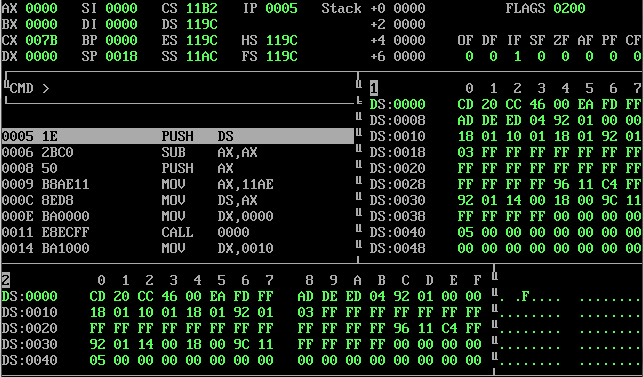 AX 0000 SI 0000 CS 11B2 IP 0005 Stack +0 0000 FLAGS 0200
BX 0000 DI 0000 DS 119C +2 0000
CX 007B BP 0000 ES 119C HS 119C +4 0000 OF DF IF SF ZF AF PF CF
DX 0000 SP 0018 SS 11AC FS 119C +6 0000 0 0 1 0 0 0 0 0
CMD >
0005 1E PUSH DS
0006 2BC0 SUB AX,AX
0008 50 PUSH AX
0009 B8AE11 MOV AX,11AE
000C 8ED8 MOV DS,AX
000E BA0000 MOV DX,0000
0011 E8ECFF CALL 0000
0014 BA1000 MOV DX,0010
1 0 1 2 3 4 5 6 7
DS:0000 CD 20 CC 46 00 EA FD FF
DS:0008 AD DE ED 04 92 01 00 00
DS:0010 18 01 10 01 18 01 92 01
DS:0018 03 FF FF FF FF FF FF FF
DS:0020 FF FF FF FF FF FF FF FF
DS:0028 FF FF FF FF 96 11 C4 FF
DS:0030 92 01 14 00 18 00 9C 11
DS:0038 FF FF FF FF 00 00 00 00
DS:0040 05 00 00 00 00 00 00 00
DS:0048 00 00 00 00 00 00 00 00
2 0 1 2 3 4 5 6 7 8 9 A B C D E F
DS:0000 CD 20 CC 46 00 EA FD FF AD DE ED 04 92 01 00 00 . .F.... ........
DS:0010 18 01 10 01 18 01 92 01 03 FF FF FF FF FF FF FF ........ ........
DS:0020 FF FF FF FF FF FF FF FF FF FF FF FF 96 11 C4 FF ........ ........
DS:0030 92 01 14 00 18 00 9C 11 FF FF FF FF 00 00 00 00 ........ ........
DS:0040 05 00 00 00 00 00 00 00 00 00 00 00 00 00 00 00 ........ ........